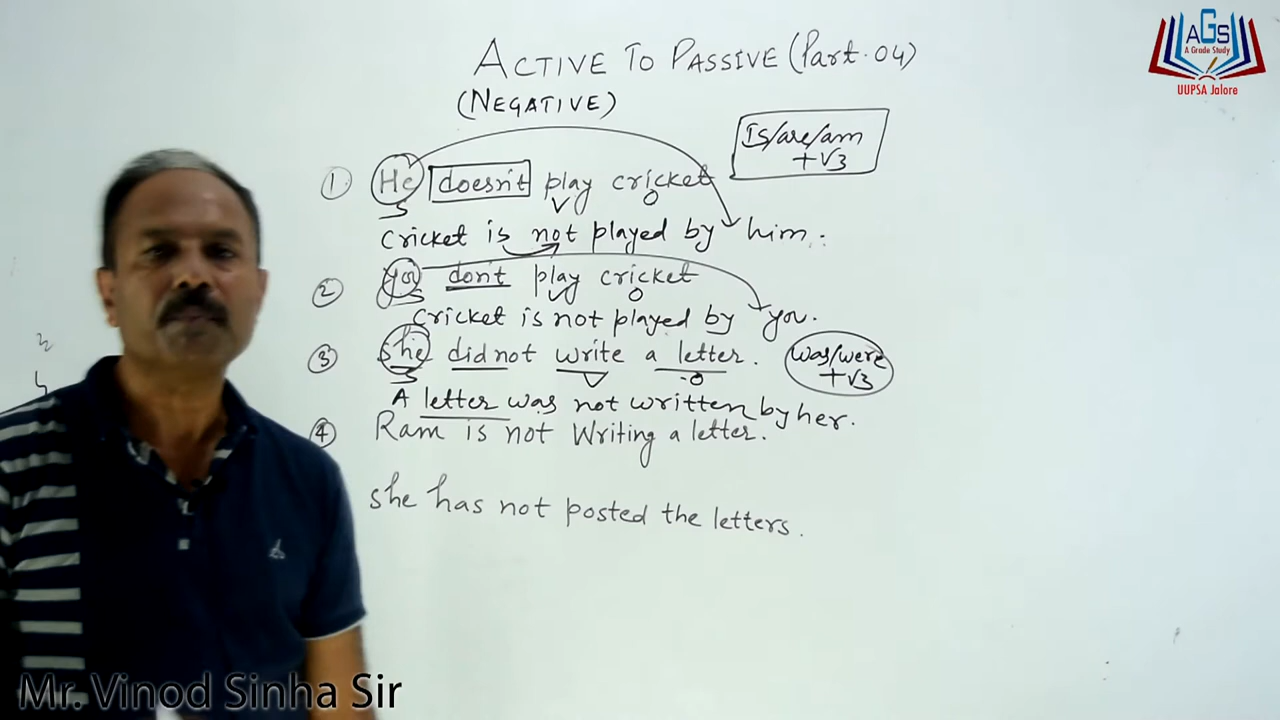 ACTIVE TO PASSIVE (Part. 04)
(NEGATIVE)
Is/are/am
+V3
① He doesn't play cricket
S V O
Cricket is not played by him.
② you don't play cricket
S V O
Cricket is not played by you.
③ she did not write a letter.
S V O
was/were
+V3
A letter was not written by her.
④ Ram is not Writing a letter.
she has not posted the letters.
AGS
A Grade Study
UUPSA Jalore
Mr. Vinod Sinha Sir